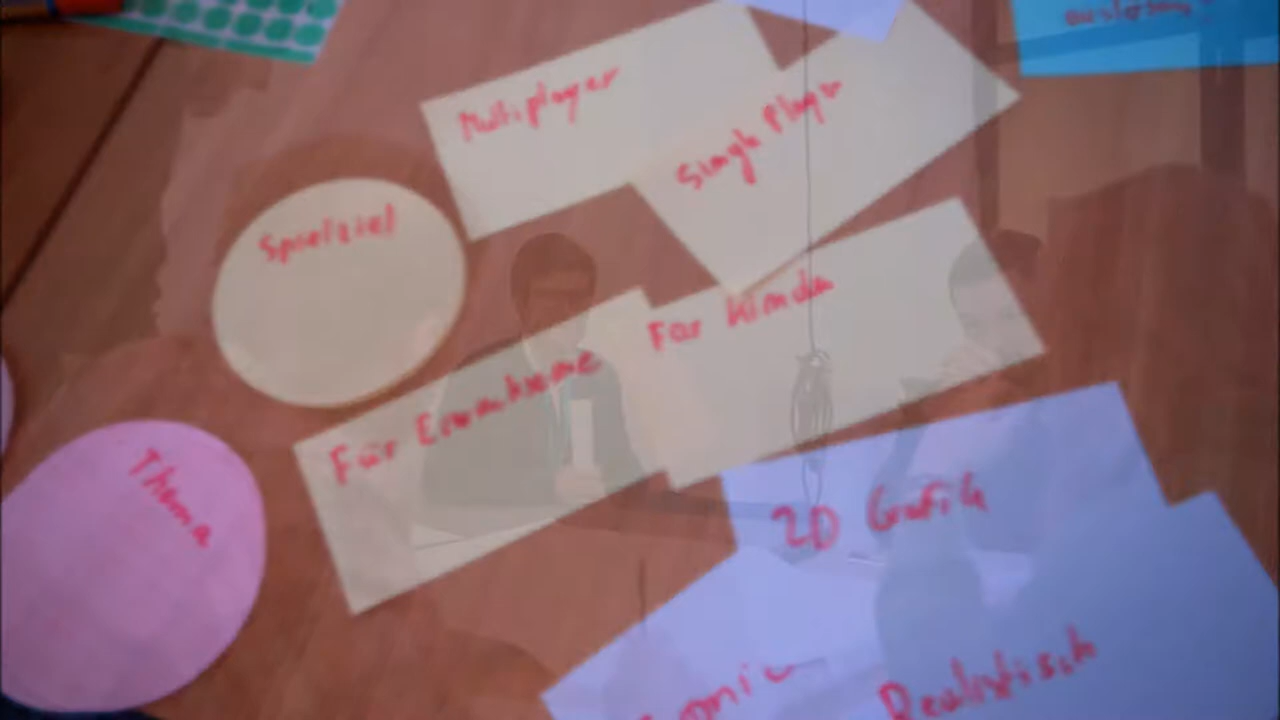 Multiplayer
Single Player
Spielziel
Für Kinder
Für Erwachsene
Thema
2D Grafik
Realistisch